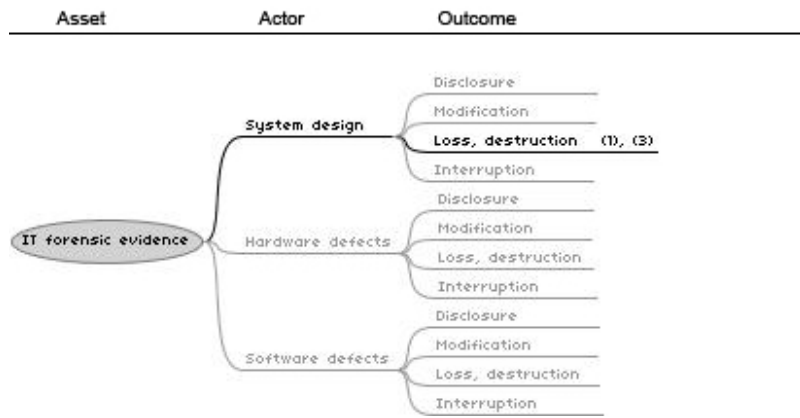 Asset Actor Outcome
Disclosure
System design
Modification
Loss, destruction (1), (3)
Interruption
Disclosure
IT forensic evidence
Hardware defects
Modification
Loss, destruction
Interruption
Disclosure
Software defects
Modification
Loss, destruction
Interruption